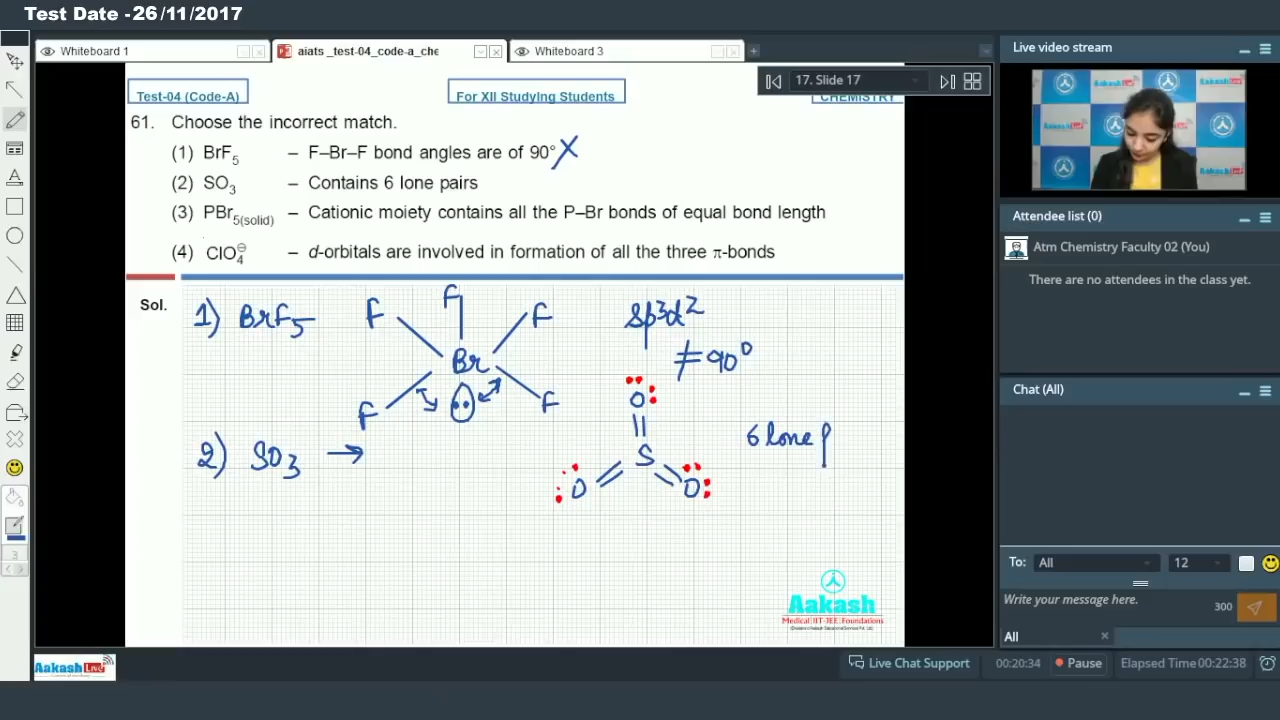 Test Date -26/11/2017
Whiteboard 1
aiats _test-04_code-a_che
Whiteboard 3
Live video stream
17. Slide 17
Test-04 (Code-A)
For XII Studying Students
CHEMISTRY
61. Choose the incorrect match.
(1) BrF5 – F–Br–F bond angles are of 90° X
(2) SO3 – Contains 6 lone pairs
(3) PBr5(solid) – Cationic moiety contains all the P–Br bonds of equal bond length
(4) ClO4⊖ – d-orbitals are involved in formation of all the three π-bonds
Sol.
1) BrF5
F F F
Br
F F
sp3d2
≠90°
2) SO3 →
O
S
O O
6 lone p
Aakash
Medical|IIT-JEE|Foundations
Attendee list (0)
Atm Chemistry Faculty 02 (You)
There are no attendees in the class yet.
Chat (All)
To: All 12
Write your message here.
300
All
Aakash Live
3
Live Chat Support
00:20:34
Pause
Elapsed Time 00:22:38